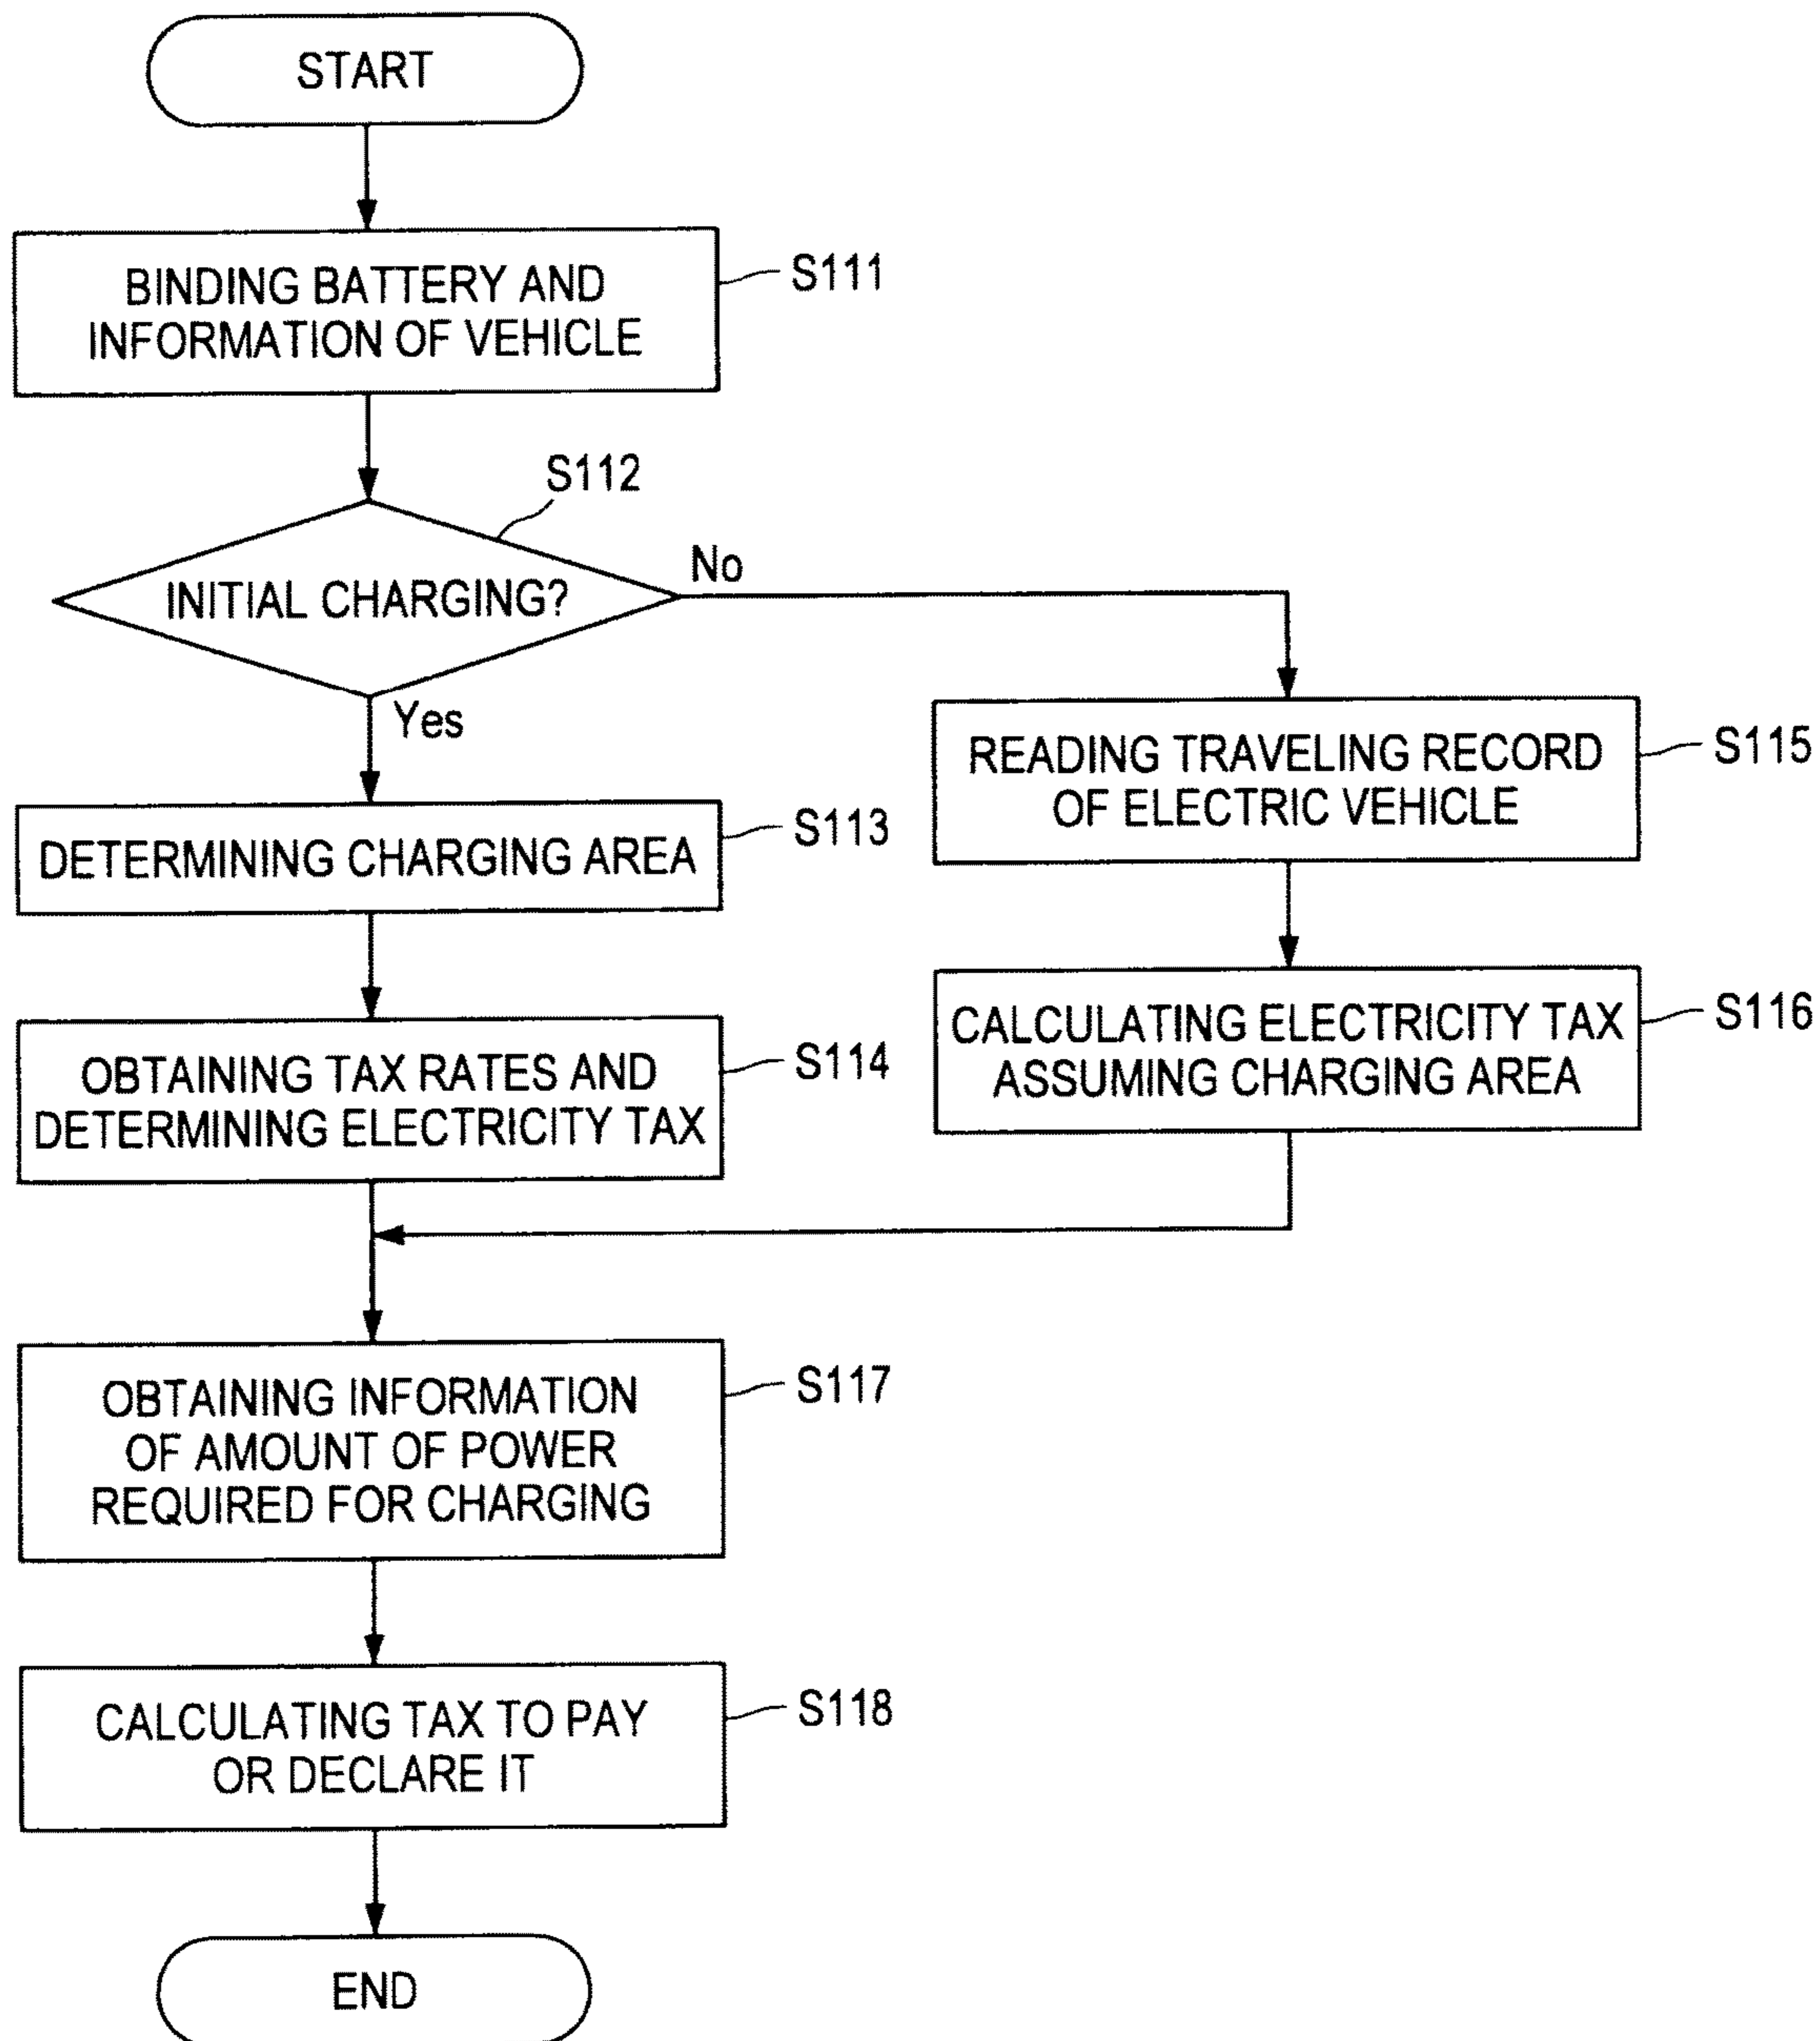 START
BINDING BATTERY AND
INFORMATION OF VEHICLE
S111
S112
INITIAL CHARGING?
No
Yes
DETERMINING CHARGING AREA
S113
OBTAINING TAX RATES AND
DETERMINING ELECTRICITY TAX
S114
READING TRAVELING RECORD
OF ELECTRIC VEHICLE
S115
CALCULATING ELECTRICITY TAX
ASSUMING CHARGING AREA
S116
OBTAINING INFORMATION
OF AMOUNT OF POWER
REQUIRED FOR CHARGING
S117
CALCULATING TAX TO PAY
OR DECLARE IT
S118
END